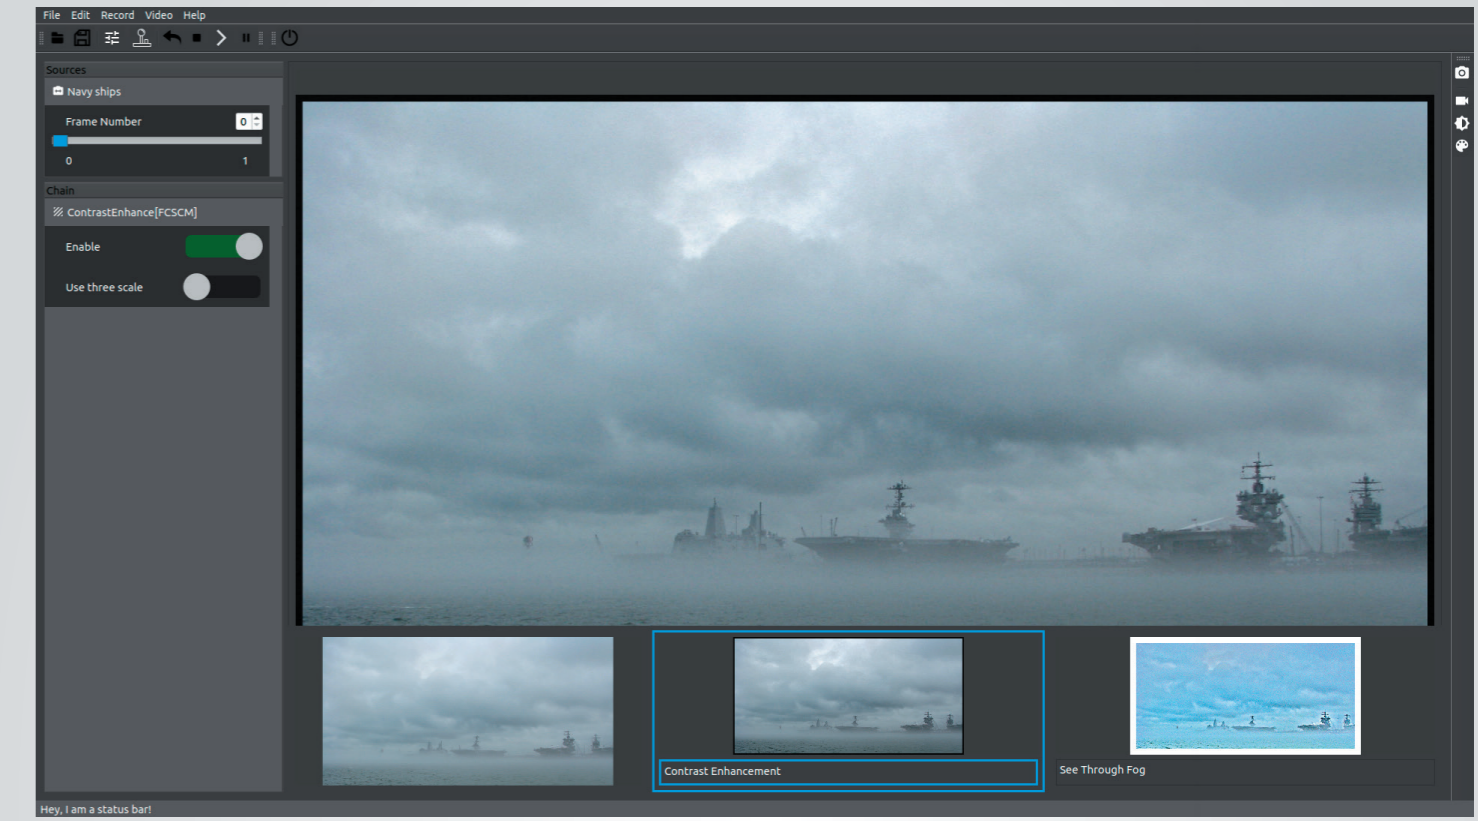 File Edit Record Video Help
Sources
Navy ships
Frame Number 0
0 1
Chain
ContrastEnhance[FCSCM]
Enable
Use three scale
Contrast Enhancement
See Through Fog
Hey, I am a status bar!